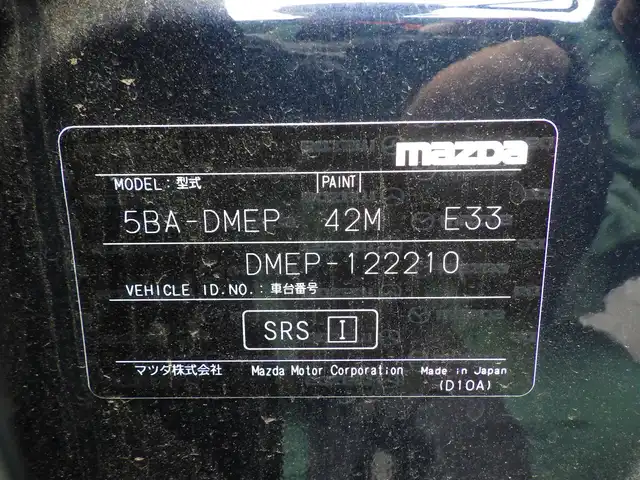 mazda
MODEL: 型式 PAINT
5BA-DMEP 42M E33
DMEP-122210
VEHICLE ID.NO.: 車台番号
SRS I
マツダ株式会社 Mazda Motor Corporation Made in Japan
(D10A)